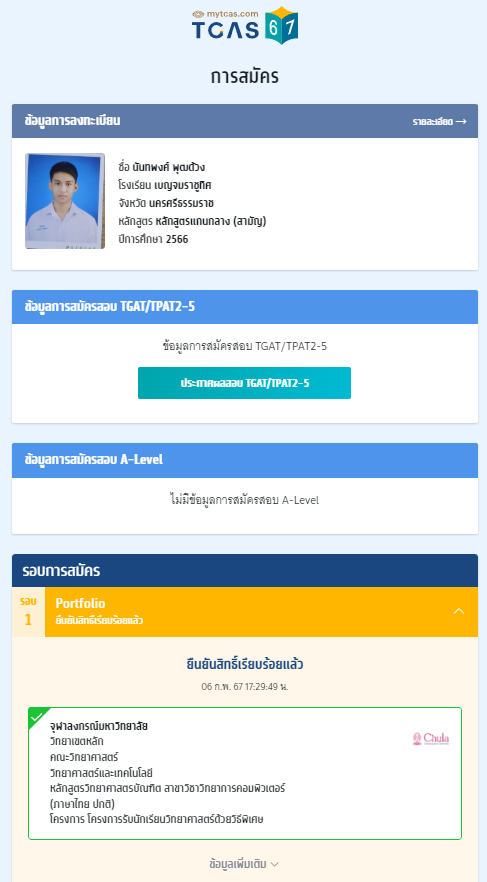 mytcas.com
TCAS 67
การสมัคร
ข้อมูลการลงทะเบียน
รายละเอียด →
ชื่อ นันทพงศ์ พุฒด้วง
โรงเรียน เบญจมราชูทิศ
จังหวัด นครศรีธรรมราช
หลักสูตร หลักสูตรแกนกลาง (สามัญ)
ปีการศึกษา 2566
ข้อมูลการสมัครสอบ TGAT/TPAT2-5
ข้อมูลการสมัครสอบ TGAT/TPAT2-5
ประกาศผลสอบ TGAT/TPAT2-5
ข้อมูลการสมัครสอบ A-Level
ไม่มีข้อมูลการสมัครสอบ A-Level
รอบการสมัคร
รอบ
1
Portfolio
ยืนยันสิทธิ์เรียบร้อยแล้ว
ยืนยันสิทธิ์เรียบร้อยแล้ว
06 ก.พ. 67 17:29:49 น.
จุฬาลงกรณ์มหาวิทยาลัย
วิทยาเขตหลัก
คณะวิทยาศาสตร์
วิทยาศาสตร์และเทคโนโลยี
หลักสูตรวิทยาศาสตรบัณฑิต สาขาวิชาวิทยาการคอมพิวเตอร์
(ภาษาไทย ปกติ)
โครงการ โครงการรับนักเรียนวิทยาศาสตร์ด้วยวิธีพิเศษ
Chula
ข้อมูลเพิ่มเติม